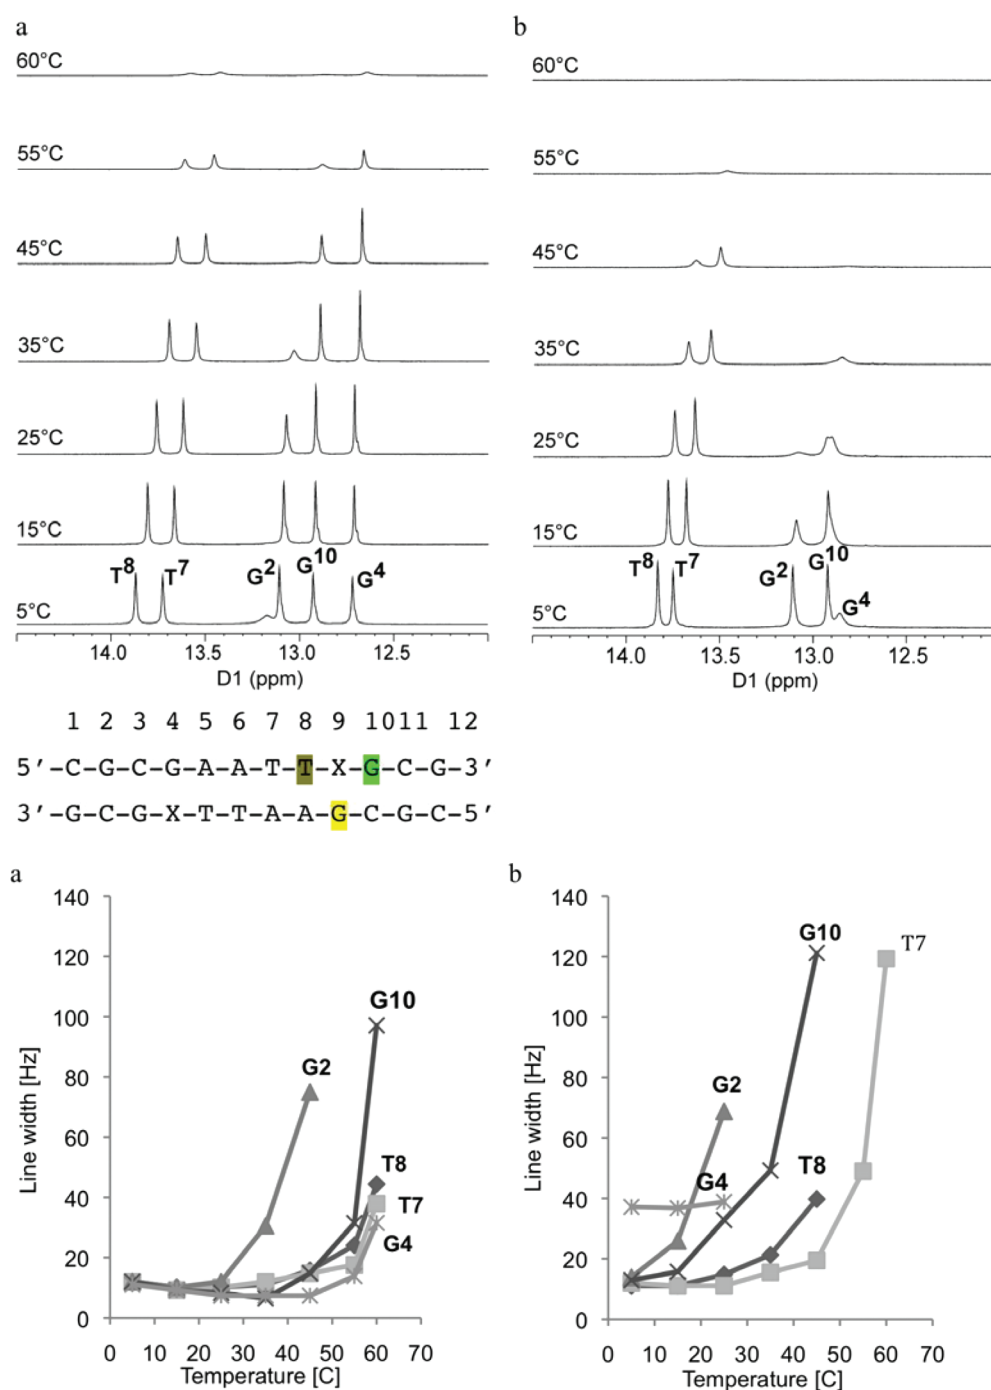 a
60°C
55°C
45°C
35°C
25°C
15°C
T8 T7 G2 G10 G4
5°C
14.0 13.5 13.0 12.5
D1 (ppm)
b
60°C
55°C
45°C
35°C
25°C
15°C
T8 T7 G2 G10 G4
5°C
14.0 13.5 13.0 12.5
D1 (ppm)
1 2 3 4 5 6 7 8 9 10 11 12
5′-C-G-C-G-A-A-T-T-X-G-C-G-3′
3′-G-C-G-X-T-T-A-A-G-C-G-C-5′
a
140
120
100
80
60
40
20
0
Line width [Hz]
G10
G2
T8
T7
G4
0 10 20 30 40 50 60 70
Temperature [C]
b
140
120
100
80
60
40
20
0
Line width [Hz]
G10
T7
G2
G4
T8
0 10 20 30 40 50 60 70
Temperature [C]